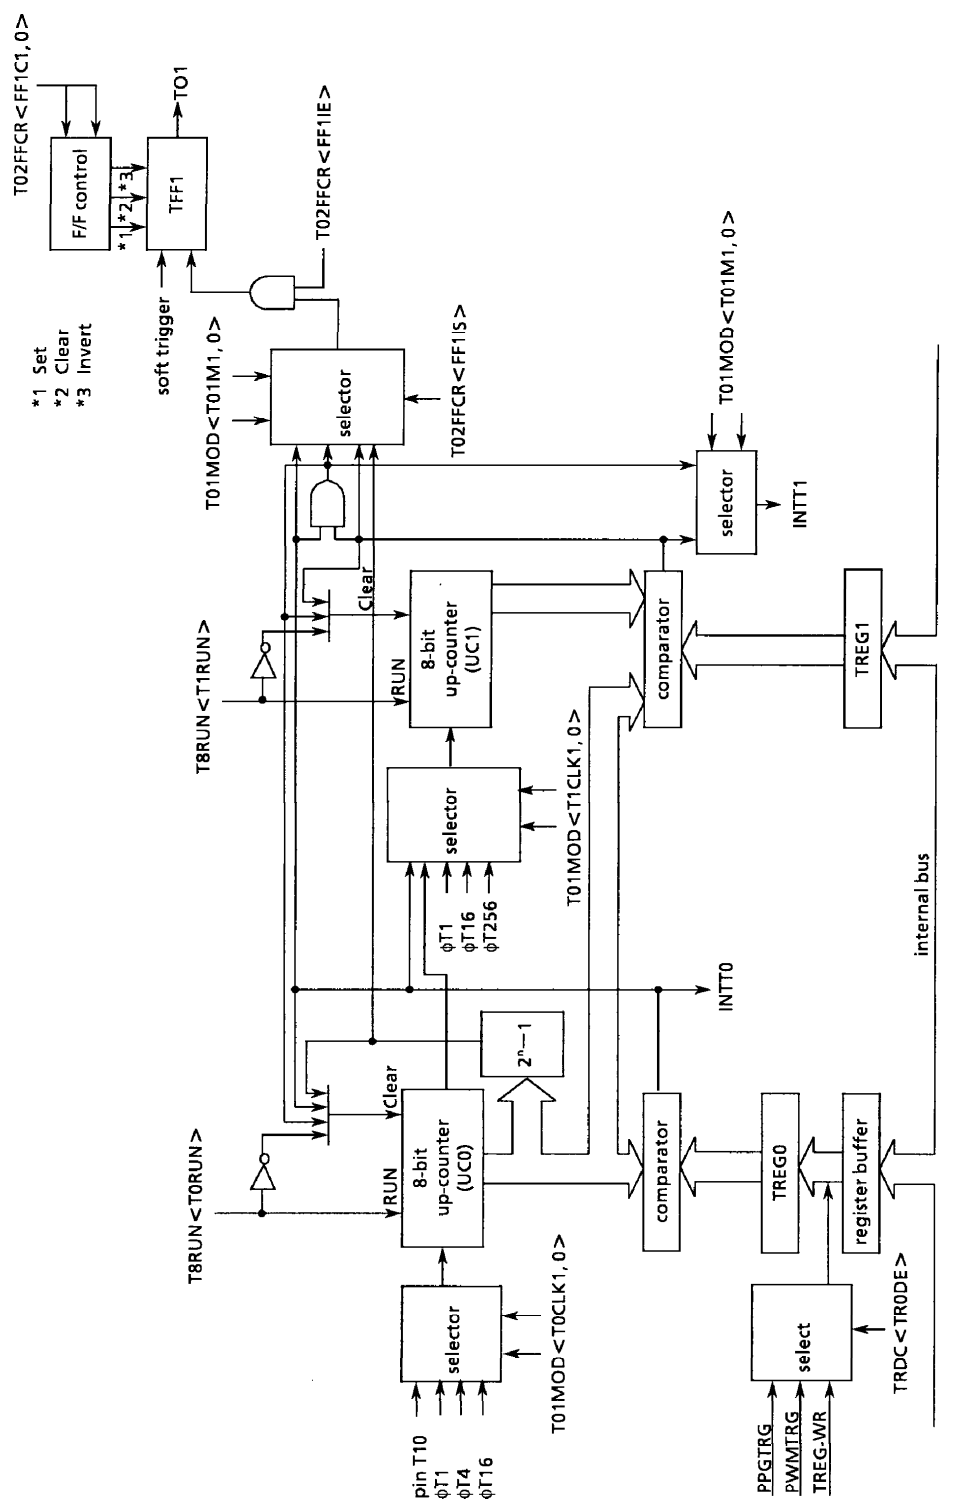 T8RUN<T0RUN>
T8RUN<T1RUN>
*1 Set
*2 Clear
*3 Invert
T02FFCR<FF1C1, 0>
F/F control
*1 *2 *3
TFF1
TO1
soft trigger
T02FFCR<FF1IE>
T01MOD<T01M1, 0>
selector
T02FFCR<FF1IS>
pin T10
ϕT1
ϕT4
ϕT16
selector
T01MOD<T0CLK1, 0>
RUN
Clear
8-bit
up-counter
(UC0)
2ⁿ—1
ϕT1
ϕT16
ϕT256
selector
T01MOD<T1CLK1, 0>
RUN
Clear
8-bit
up-counter
(UC1)
comparator
INTT0
comparator
selector
T01MOD<T01M1, 0>
INTT1
PPGTRG
PWMTRG
TREG-WR
select
TRDC<TR0DE>
TREG0
register buffer
TREG1
internal bus